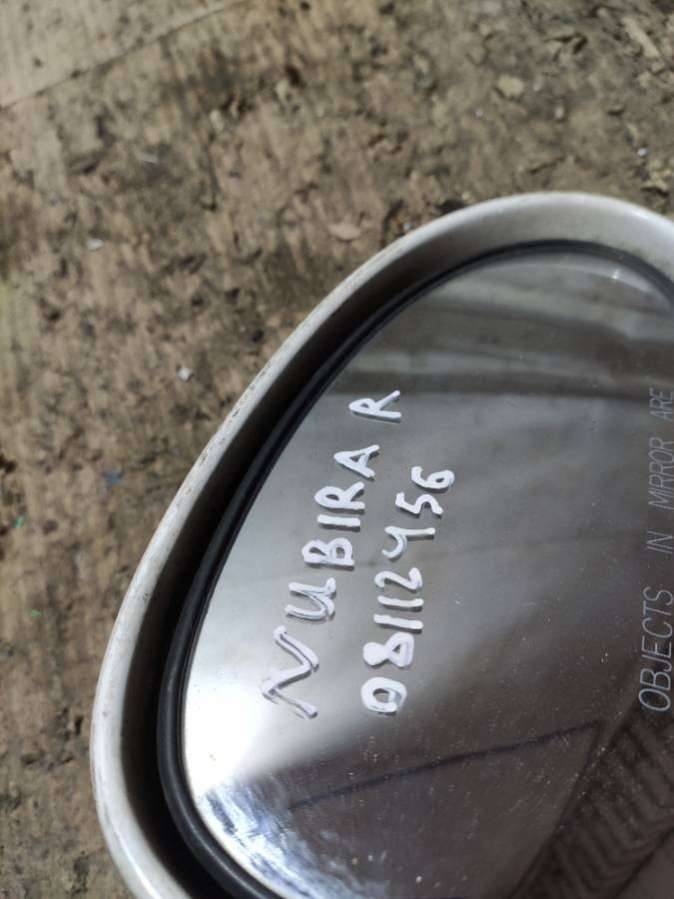 NUBIRA R
08112456
OBJECTS IN MIRROR ARE